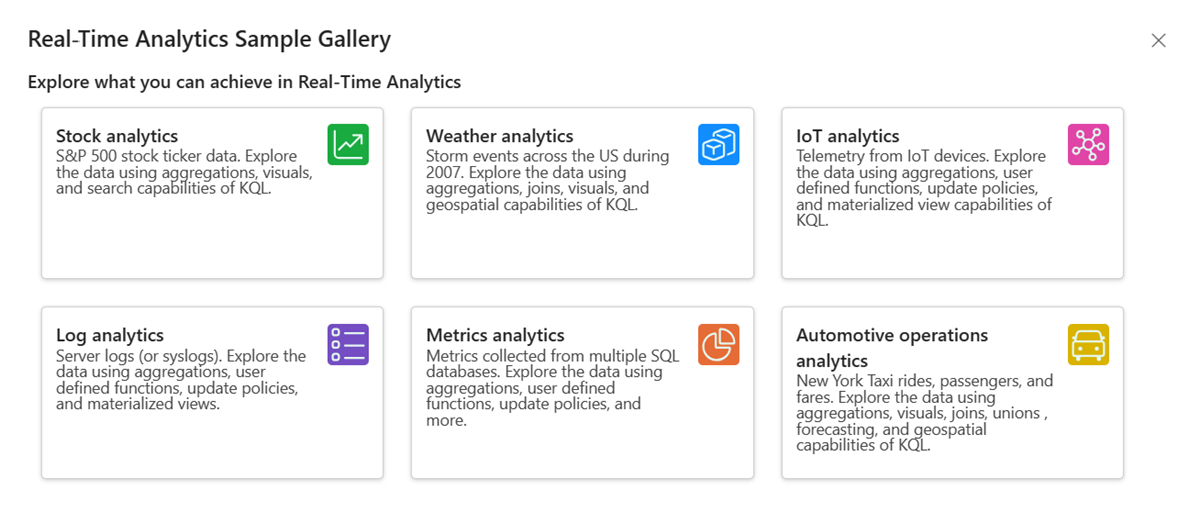 Real-Time Analytics Sample Gallery
Explore what you can achieve in Real-Time Analytics
Stock analytics
S&P 500 stock ticker data. Explore
the data using aggregations, visuals,
and search capabilities of KQL.
Weather analytics
Storm events across the US during
2007. Explore the data using
aggregations, joins, visuals, and
geospatial capabilities of KQL.
IoT analytics
Telemetry from IoT devices. Explore
the data using aggregations, user
defined functions, update policies,
and materialized view capabilities of
KQL.
Log analytics
Server logs (or syslogs). Explore the
data using aggregations, user
defined functions, update policies,
and materialized views.
Metrics analytics
Metrics collected from multiple SQL
databases. Explore the data using
aggregations, user defined
functions, update policies, and
more.
Automotive operations
analytics
New York Taxi rides, passengers, and
fares. Explore the data using
aggregations, visuals, joins, unions ,
forecasting, and geospatial
capabilities of KQL.